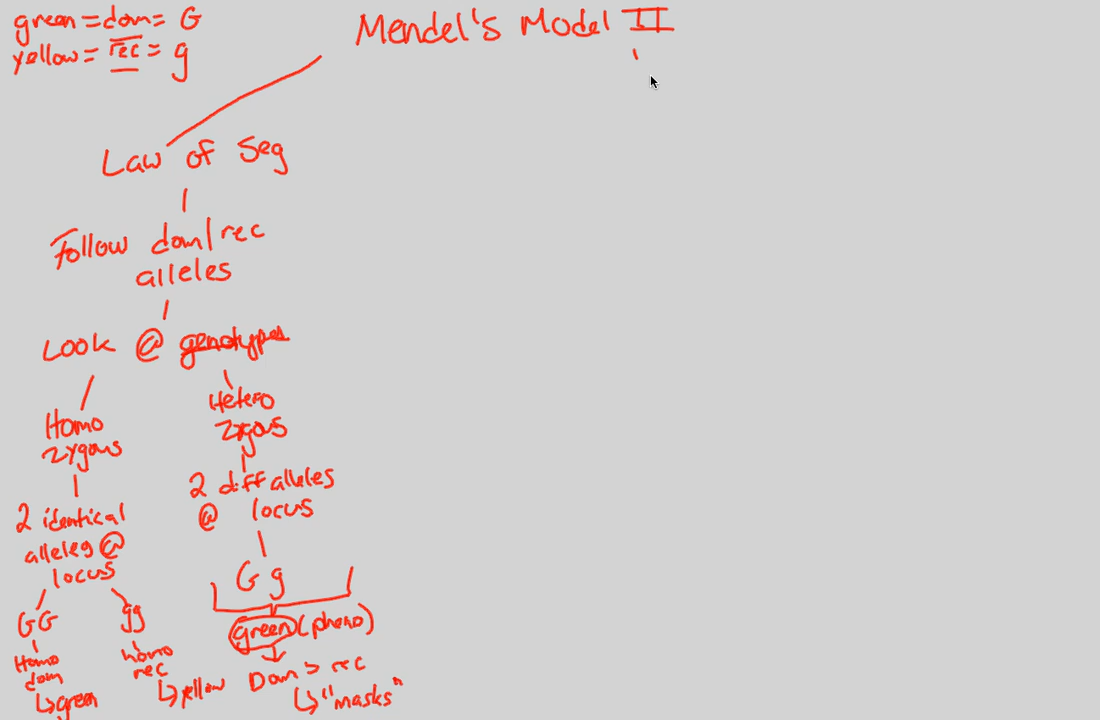 green = dom = G
yellow = rec = g
Mendel's Model II
Law of Seg
Follow dom/rec
alleles
Look @ genotypes
Homo
zygous
Hetero
zygous
2 identical
alleles @
locus
2 diff alleles
@ locus
GG
gg
Homo
dom
↳green
homo
rec
↳yellow
Gg
green (pheno)
Dom > rec
↳"masks"